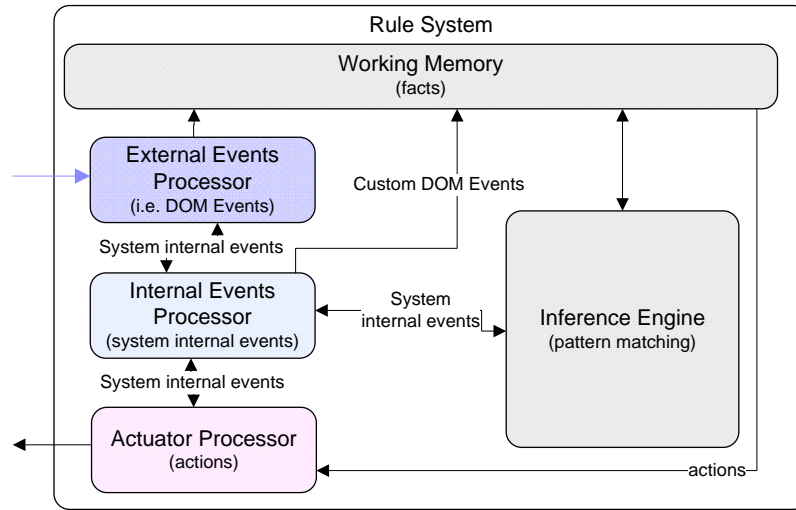 Rule System
Working Memory
(facts)
External Events
Processor
(i.e. DOM Events)
Custom DOM Events
System internal events
Internal Events
Processor
(system internal events)
System
internal events
Inference Engine
(pattern matching)
System internal events
Actuator Processor
(actions)
actions